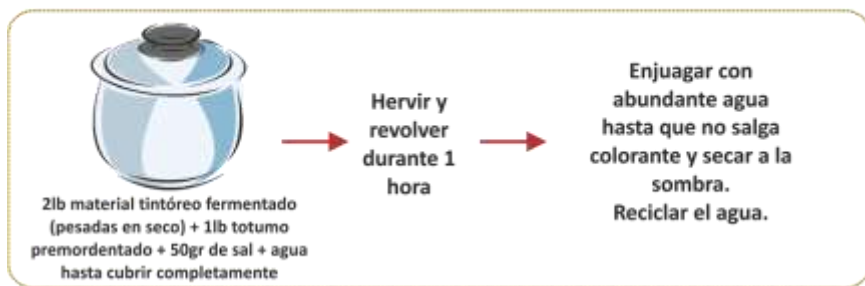 2lb material tintóreo fermentado
(pesadas en seco) + 1lb totumo
premordentado + 50gr de sal + agua
hasta cubrir completamente
Hervir y
revolver
durante 1
hora
Enjuagar con
abundante agua
hasta que no salga
colorante y secar a la
sombra.
Reciclar el agua.